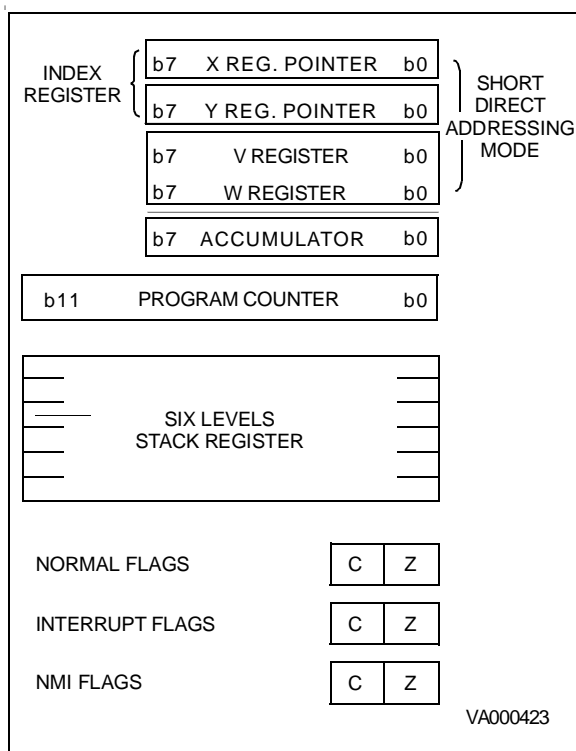 INDEX
REGISTER
b7 X REG. POINTER b0
b7 Y REG. POINTER b0
SHORT
DIRECT
ADDRESSING
MODE
b7 V REGISTER b0
b7 W REGISTER b0
b7 ACCUMULATOR b0
b11 PROGRAM COUNTER b0
SIX LEVELS
STACK REGISTER
NORMAL FLAGS C Z
INTERRUPT FLAGS C Z
NMI FLAGS C Z
VA000423